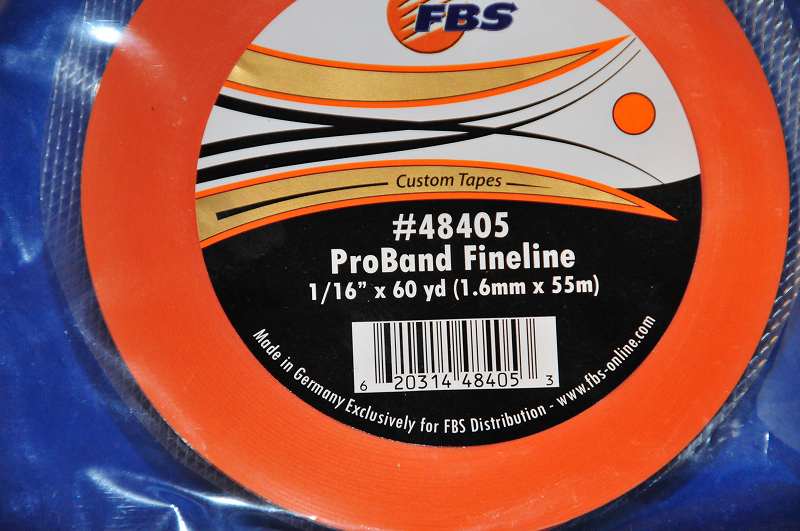 FBS
Custom Tapes
#48405
ProBand Fineline
1/16" x 60 yd (1.6mm x 55m)
6 20314 48405 3
Made in Germany Exclusively for FBS Distribution - www.fbs-online.com